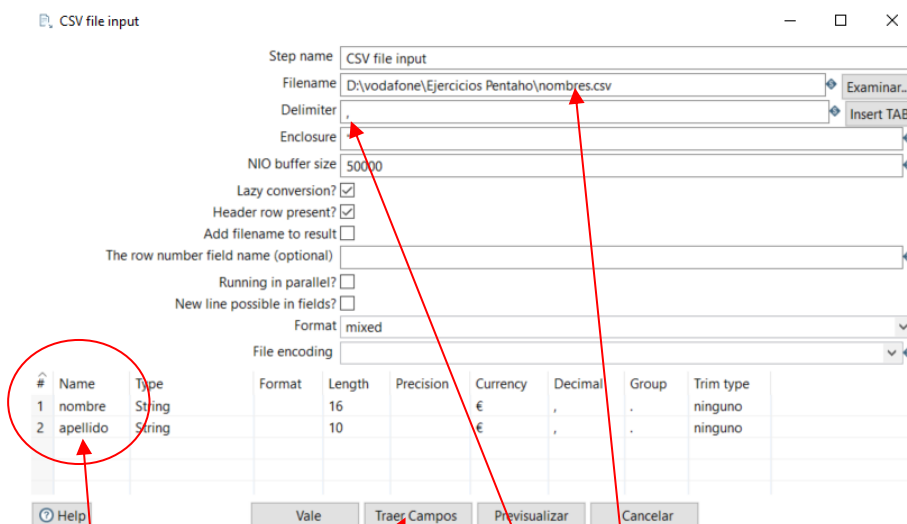 CSV file input
Step name CSV file input
Filename D:\vodafone\Ejercicios Pentaho\nombres.csv Examinar..
Delimiter , Insert TAB
Enclosure "
NIO buffer size 50000
Lazy conversion?
Header row present?
Add filename to result
The row number field name (optional)
Running in parallel?
New line possible in fields?
Format mixed
File encoding
# Name Type Format Length Precision Currency Decimal Group Trim type
1 nombre String 16 € , . ninguno
2 apellido String 10 € , . ninguno
Help Vale Traer Campos Previsualizar Cancelar